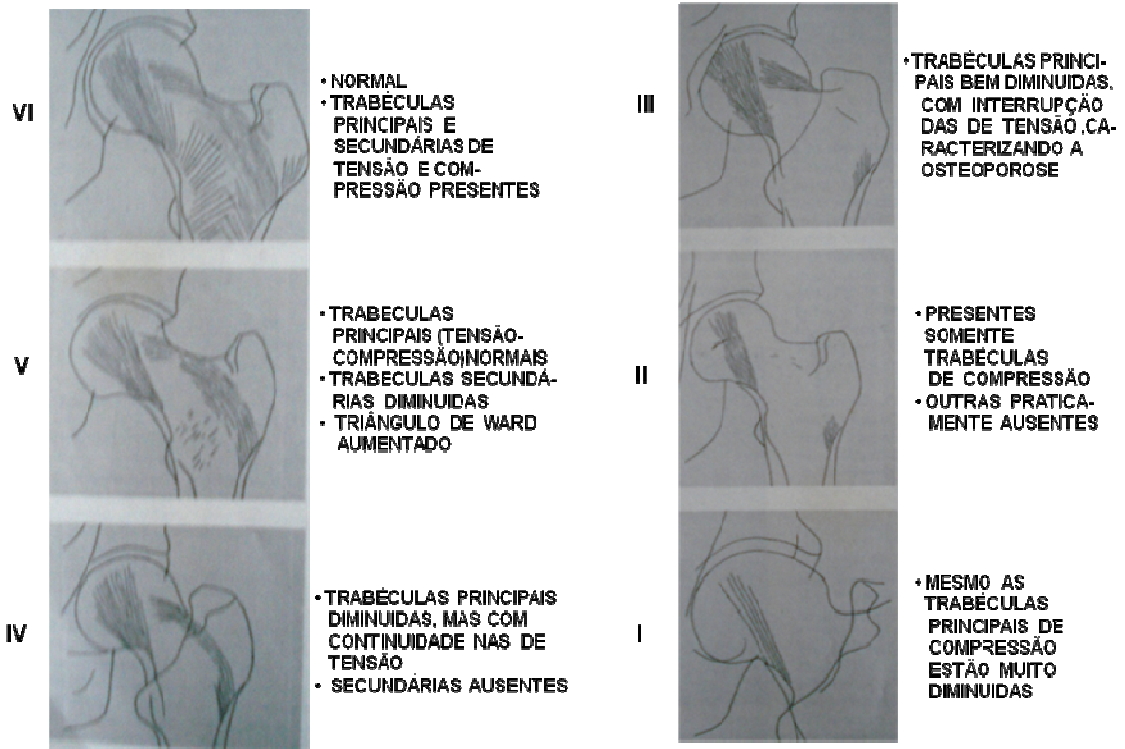 VI
• NORMAL
• TRABÉCULAS
PRINCIPAIS E
SECUNDÁRIAS DE
TENSÃO E COM-
PRESSÃO PRESENTES
V
• TRABECULAS
PRINCIPAIS (TENSÃO-
COMPRESSÃO)NORMAIS
• TRABECULAS SECUNDÁ-
RIAS DIMINUIDAS
• TRIÂNGULO DE WARD
AUMENTADO
IV
• TRABÉCULAS PRINCIPAIS
DIMINUIDAS, MAS COM
CONTINUIDADE NAS DE
TENSÃO
• SECUNDÁRIAS AUSENTES
III
• TRABÉCULAS PRINCI-
PAIS BEM DIMINUIDAS,
COM INTERRUPÇÃO
DAS DE TENSÃO ,CA-
RACTERIZANDO A
OSTEOPOROSE
II
• PRESENTES
SOMENTE
TRABÉCULAS
DE COMPRESSÃO
• OUTRAS PRATICA-
MENTE AUSENTES
I
• MESMO AS
TRABÉCULAS
PRINCIPAIS DE
COMPRESSÃO
ESTÃO MUITO
DIMINUIDAS